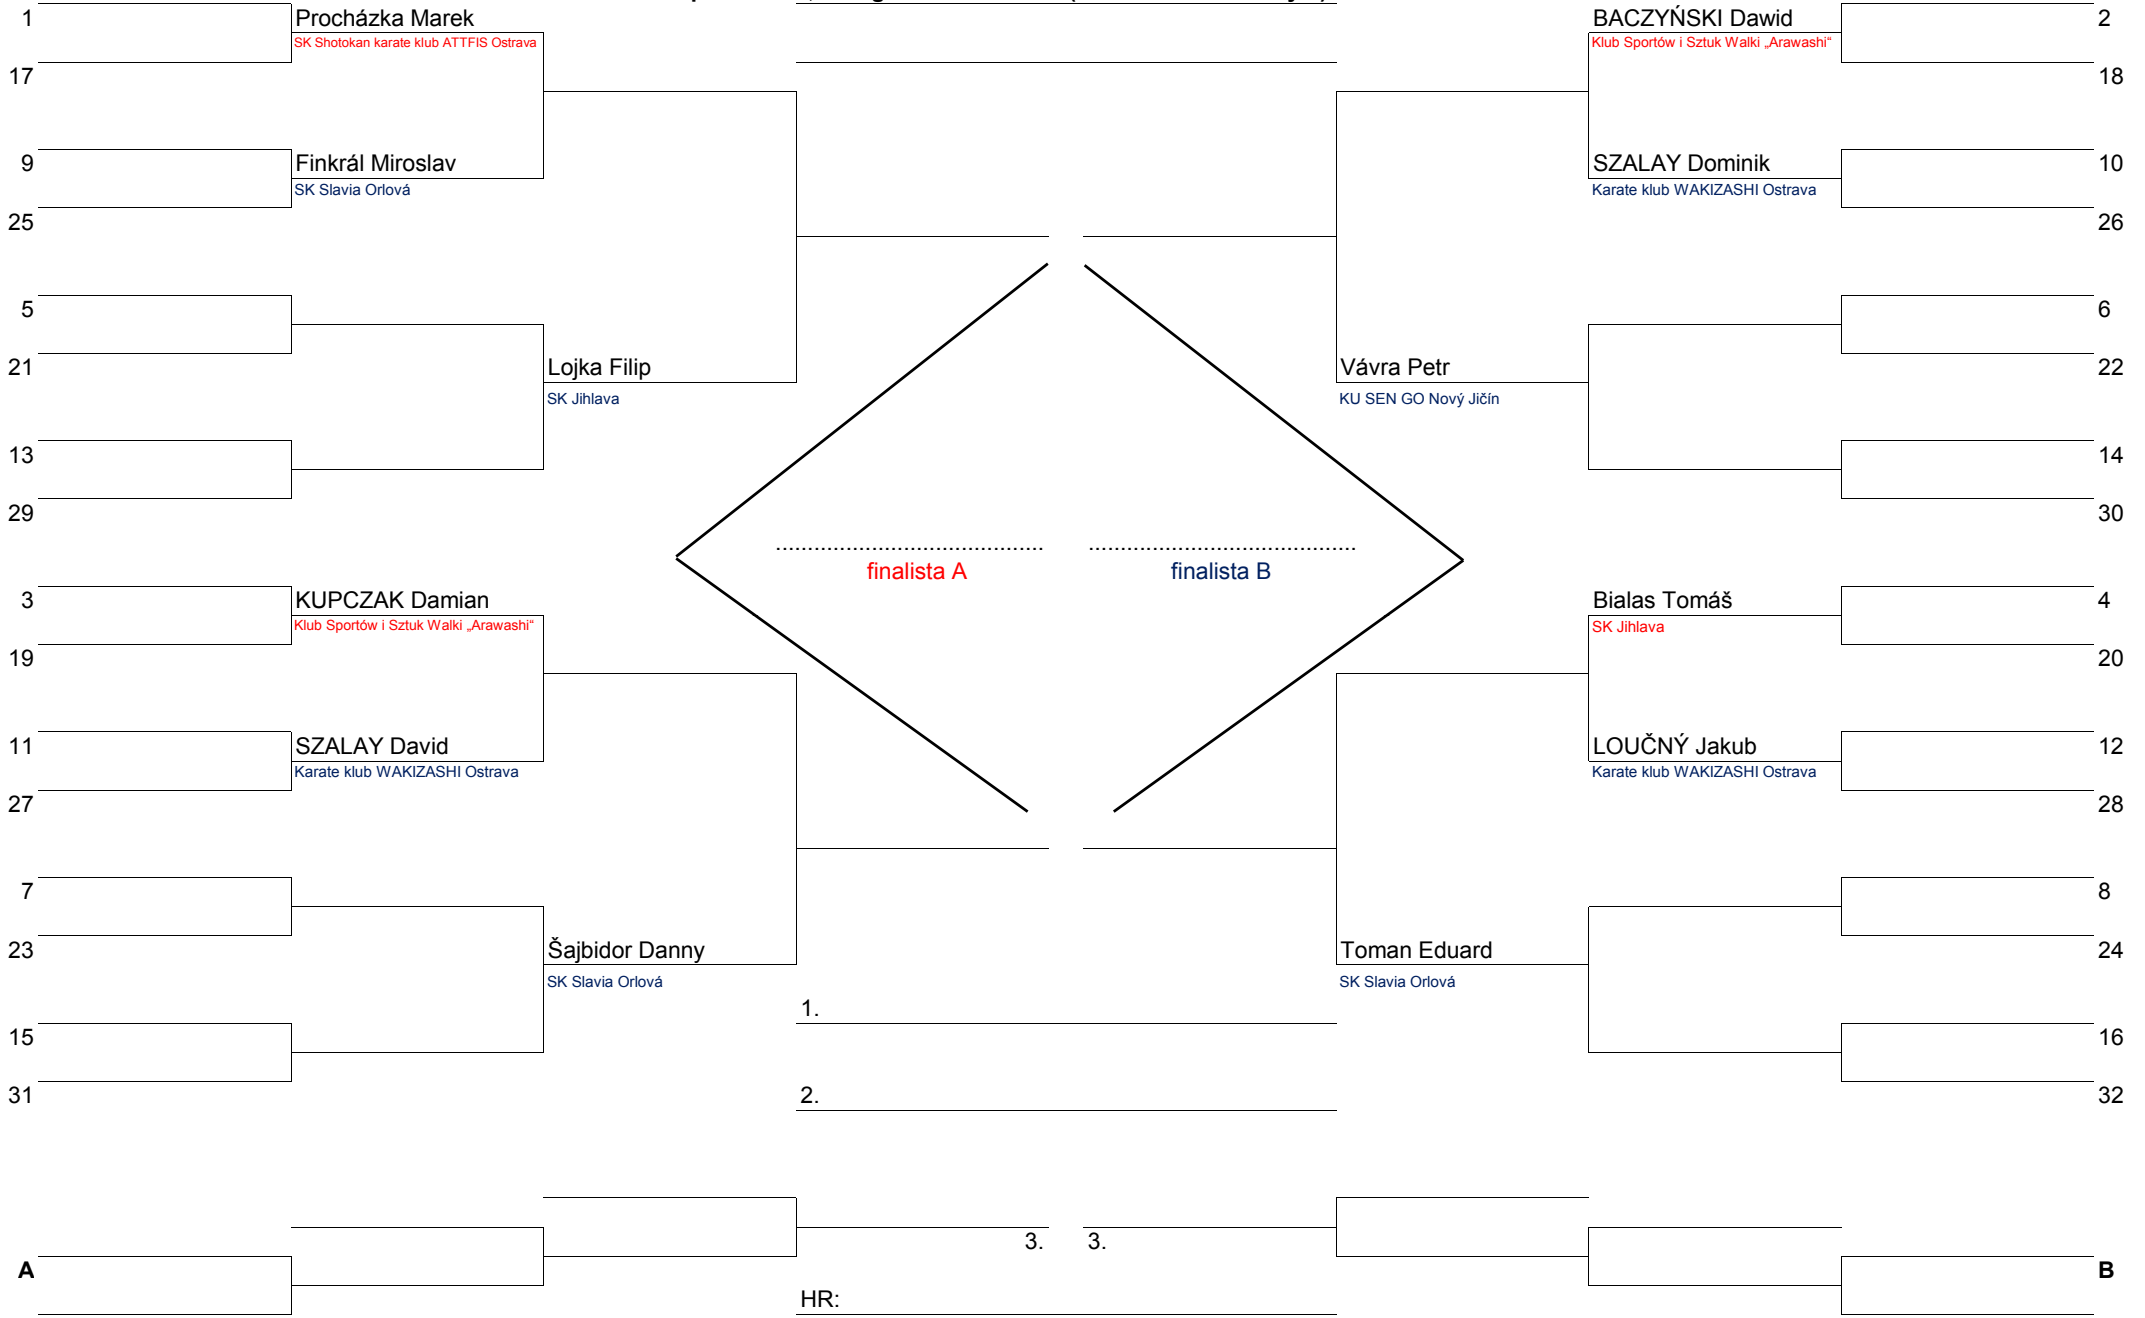 1
Procházka Marek
SK Shotokan karate klub ATTFIS Ostrava
17
9
Finkrál Miroslav
SK Slavia Orlová
25
5
21
Lojka Filip
SK Jihlava
13
29
3
KUPCZAK Damian
Klub Sportów i Sztuk Walki „Arawashi“
19
11
SZALAY David
Karate klub WAKIZASHI Ostrava
27
7
23
Šajbidor Danny
SK Slavia Orlová
15
31
A
..........................................
finalista A
..........................................
finalista B
1.
2.
3.
3.
HR:
BACZYŃSKI Dawid
2
Klub Sportów i Sztuk Walki „Arawashi“
18
SZALAY Dominik
10
Karate klub WAKIZASHI Ostrava
26
6
Vávra Petr
22
KU SEN GO Nový Jičín
14
30
Bialas Tomáš
4
SK Jihlava
20
LOUČNÝ Jakub
12
Karate klub WAKIZASHI Ostrava
28
8
Toman Eduard
24
SK Slavia Orlová
16
32
B